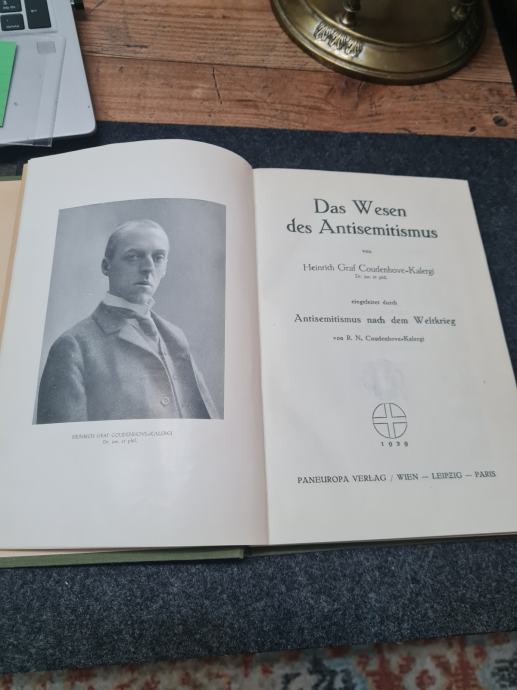 HEINRICH GRAF COUDENHOVE-KALERGI
Dr. jur. et phil.
Das Wesen
des Antisemitismus
von
Heinrich Graf Coudenhove-Kalergi
Dr. jur. et phil.
eingeleitet durch
Antisemitismus nach dem Weltkrieg
von R. N. Coudenhove-Kalergi
1929
PANEUROPA VERLAG / WIEN — LEIPZIG — PARIS